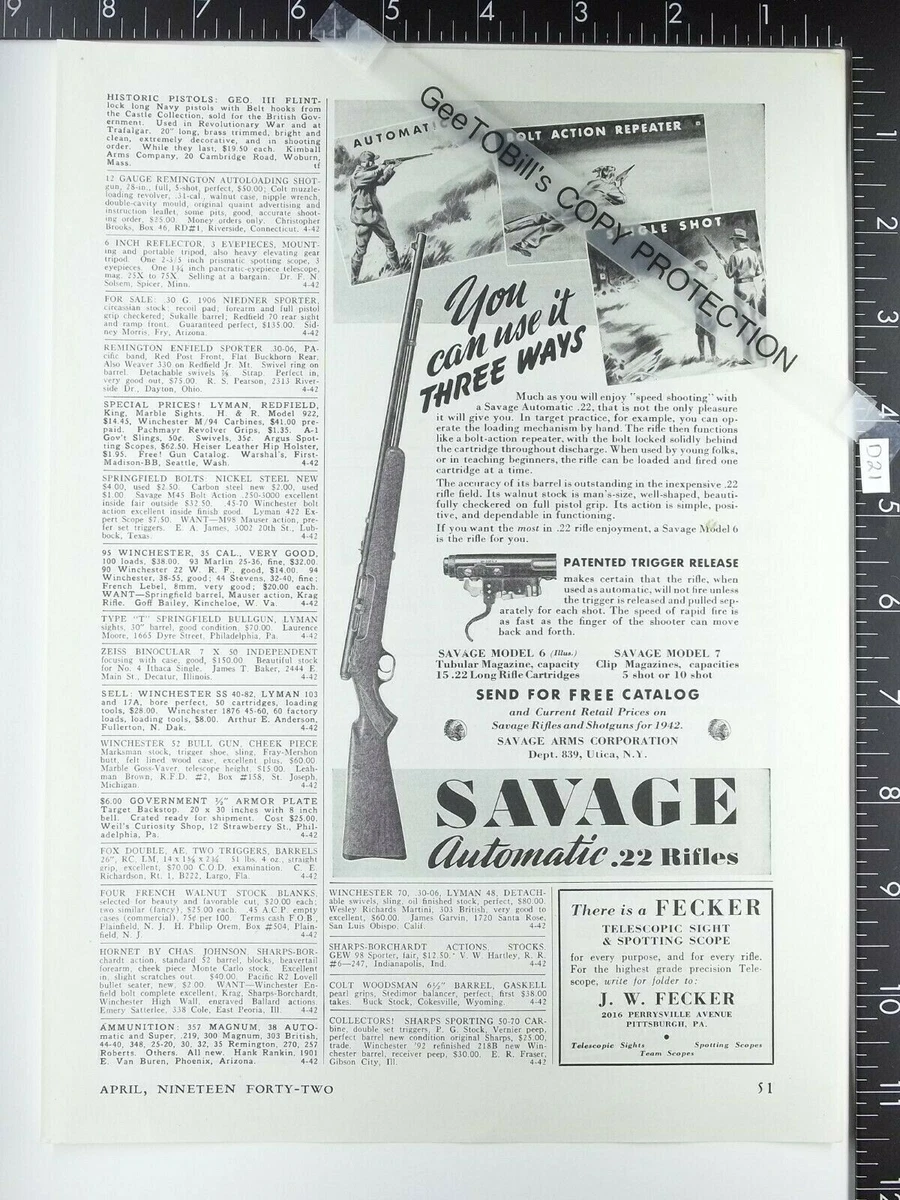 9 8 7 6 5 4 3 2 1
1
2
3
4
5
6
7
8
9
10
11
12
D21
GeeTOBill's COPY PROTECTION
HISTORIC PISTOLS: GEO. III FLINT-
lock long Navy pistols with Belt hooks from
the Castle Collection, sold for the British Gov-
ernment. Used in Revolutionary War and at
Trafalgar. 20" long, brass trimmed, bright and
clean, extremely decorative, and in shooting
order. While they last, $19.50 each. Kimball
Arms Company, 20 Cambridge Road, Woburn,
Mass. tf
12 GAUGE REMINGTON AUTOLOADING SHOT-
gun, 28-in., full, 5-shot, perfect, $50.00; Colt muzzle-
loading revolver, .31-cal., walnut case, nipple wrench,
double-cavity mould, original quaint advertising and
instruction leaflet, some pits, good, accurate shoot-
ing order, $25.00. Money orders only. Christopher
Brooks, Box 46, RD#1, Riverside, Connecticut. 4-42
6 INCH REFLECTOR, 3 EYEPIECES, MOUNT-
ing and portable tripod, also heavy elevating gear
tripod. One 2-3/5 inch prismatic spotting scope, 3
eyepieces. One 1¾ inch pancratic-eyepiece telescope,
mag. 25X to 75X. Selling at a bargain. Dr. F. N.
Solsem, Spicer, Minn. 4-42
FOR SALE: .30 G. 1906 NIEDNER SPORTER,
circassian stock; recoil pad; forearm and full pistol
grip checkered; Sukalle barrel; Redfield 70 rear sight
and ramp front. Guaranteed perfect, $135.00. Sid-
ney Morris, Fry, Arizona. 4-42
REMINGTON ENFIELD SPORTER .30-06, PA-
cific band, Red Post Front, Flat Buckhorn Rear.
Also Weaver 330 on Redfield Jr. Mt. Swivel ring on
barrel. Detachable swivels ⅞ Strap. Perfect in,
very good out, $75.00. R. S. Pearson, 2313 River-
side Dr., Dayton, Ohio. 4-42
SPECIAL PRICES! LYMAN, REDFIELD,
King, Marble Sights. H. & R. Model 922,
$14.45, Winchester M/94 Carbines, $41.00 pre-
paid. Pachmayr Revolver Grips, $1.35. A-1
Gov't Slings, 50¢. Swivels, 35¢. Argus Spot-
ting Scopes, $62.50. Heiser Leather Hip Holster,
$1.95. Free! Gun Catalog. Warshal's, First-
Madison-BB, Seattle, Wash. 4-42
SPRINGFIELD BOLTS: NICKEL STEEL NEW
$4.00, used $2.50. Carbon steel new $2.00, used
$1.00. Savage M45 Bolt Action .250-3000 excellent
inside fair outside $32.50. .45-70 Winchester bolt
action excellent inside finish good. Lyman 422 Ex-
pert Scope $7.50. WANT—M98 Mauser action, pre-
fer set triggers. E. A. James, 3002 20th St., Lub-
bock, Texas. 4-42
95 WINCHESTER, 35 CAL., VERY GOOD,
100 loads, $38.00. 93 Marlin 25-36, fine, $32.00.
90 Winchester 22 W. R. F., good, $14.00. 94
Winchester, 38-55, good; 44 Stevens, 32-40, fine;
French Lebel, 8mm, very good; $20.00 each.
WANT—Springfield barrel, Mauser action, Krag
Rifle. Goff Bailey, Kincheloe, W. Va. 4-42
TYPE "T" SPRINGFIELD BULLGUN, LYMAN
sights, 30" barrel, good condition, $70.00. Laurence
Moore, 1665 Dyre Street, Philadelphia, Pa. 4-42
ZEISS BINOCULAR 7 X 50 INDEPENDENT
focusing with case, good, $150.00. Beautiful stock
for No. 4 Ithaca Single. James T. Baker, 2444 E.
Main St., Decatur, Illinois. 4-42
SELL: WINCHESTER SS 40-82, LYMAN 103
and 17A, bore perfect, 50 cartridges, loading
tools, $28.00. Winchester 1876 45-60, 60 factory
loads, loading tools, $8.00. Arthur E. Anderson,
Fullerton, N. Dak. 4-42
WINCHESTER 52 BULL GUN, CHEEK PIECE
Marksman stock, trigger shoe, sling, Fray-Mershon
butt, felt lined wood case, excellent plus, $60.00.
Marble Goss-Vaver, telescope height, $15.00. Leah-
man Brown, R.F.D. #2, Box #158, St. Joseph,
Michigan. 4-42
$6.00 GOVERNMENT ½" ARMOR PLATE
Target Backstop. 20 x 30 inches with 8 inch
bell. Crated ready for shipment. Cost $25.00.
Weil's Curiosity Shop, 12 Strawberry St., Phil-
adelphia, Pa. 4-42
FOX DOUBLE, AE, TWO TRIGGERS, BARRELS
26", RC, LM, 14 x 1⅝ x 2¾. 51 lbs. 4 oz., straight
grip, excellent, $70.00 C.O.D. examination. C. E.
Richardson, Rt. 1, B222, Largo, Fla. 4-42
FOUR FRENCH WALNUT STOCK BLANKS,
selected for beauty and favorable cut, $20.00 each;
two similar (fancy), $25.00 each. .45 A.C.P. empty
cases (commercial), 75¢ per 100. Terms cash F.O.B.,
Plainfield, N. J. H. Philip Orem, Box #504, Plain-
field, N. J. 4-42
HORNET BY CHAS. JOHNSON. SHARPS-BOR-
chardt action, standard 52 barrel, blocks, beavertail
forearm, cheek piece Monte Carlo stock. Excellent
in, slight scratches out. $40.00. Pacific R2 Lovell
bullet seater, new, $2.00. WANT—Winchester En-
field bolt complete excellent, Krag, Sharps-Borchardt,
Winchester High Wall, engraved Ballard actions.
Emery Satterlee, 338 Cole, East Peoria, Ill. 4-42
AMMUNITION: 357 MAGNUM, 38 AUTO-
matic and Super, .219, 300 Magnum, 303 British,
44-40, 348, 25-20, 30, 32, 35 Remington, 270, 257
Roberts. Others. All new. Hank Rankin, 1901
E. Van Buren, Phoenix, Arizona. 4-42
AUTOMATIC
BOLT ACTION REPEATER
SINGLE SHOT
You
can use it
THREE WAYS
Much as you will enjoy "speed shooting" with
a Savage Automatic .22, that is not the only pleasure
it will give you. In target practice, for example, you can op-
erate the loading mechanism by hand. The rifle then functions
like a bolt-action repeater, with the bolt locked solidly behind
the cartridge throughout discharge. When used by young folks,
or in teaching beginners, the rifle can be loaded and fired one
cartridge at a time.
The accuracy of its barrel is outstanding in the inexpensive .22
rifle field. Its walnut stock is man's-size, well-shaped, beauti-
fully checkered on full pistol grip. Its action is simple, posi-
tive, and dependable in functioning.
If you want the most in .22 rifle enjoyment, a Savage Model 6
is the rifle for you.
PATENTED TRIGGER RELEASE
makes certain that the rifle, when
used as automatic, will not fire unless
the trigger is released and pulled sep-
arately for each shot. The speed of rapid fire is
as fast as the finger of the shooter can move
back and forth.
SAVAGE MODEL 6 (Illus.)
Tubular Magazine, capacity
15 .22 Long Rifle Cartridges
SAVAGE MODEL 7
Clip Magazines, capacities
5 shot or 10 shot
SEND FOR FREE CATALOG
and Current Retail Prices on
Savage Rifles and Shotguns for 1942.
SAVAGE ARMS CORPORATION
Dept. 839, Utica, N.Y.
SAVAGE
Automatic .22 Rifles
WINCHESTER 70, .30-06, LYMAN 48, DETACH-
able swivels, sling; oil finished stock, perfect, $80.00.
Wesley Richards Martini, 303 British, very good to
excellent, $60.00. James Garvin, 1720 Santa Rose,
San Luis Obispo, Calif. 4-42
SHARPS-BORCHARDT ACTIONS, STOCKS.
GEW 98 Sporter, fair, $12.50. V. W. Hartley, R. R.
#6—247, Indianapolis, Ind. 4-42
COLT WOODSMAN 6½" BARREL, GASKELL
pearl grips, Stedimor balancer, perfect, first $38.00
takes. Buck Stock, Cokesville, Wyoming. 4-42
COLLECTORS! SHARPS SPORTING 50-70 CAR-
bine, double set triggers, P. G. Stock, Vernier peep,
perfect barrel new condition original Sharps, $25.00,
trade. Winchester '92 refinished 218B new Win-
chester barrel, receiver peep, $30.00. E. R. Fraser,
Gibson City, Ill. 4-42
There is a FECKER
TELESCOPIC SIGHT
& SPOTTING SCOPE
for every purpose, and for every rifle.
For the highest grade precision Tele-
scope, write for folder to:
J. W. FECKER
2016 PERRYSVILLE AVENUE
PITTSBURGH, PA.
Telescopic Sights Spotting Scopes
Team Scopes
APRIL, NINETEEN FORTY-TWO 51